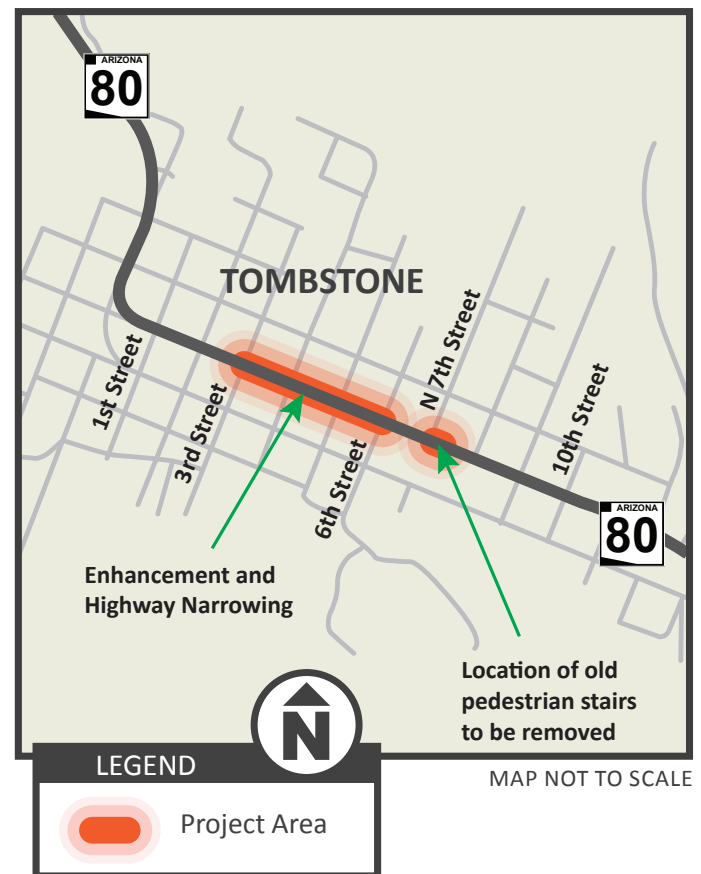 ARIZONA
80
TOMBSTONE
1st Street
3rd Street
6th Street
N 7th Street
10th Street
ARIZONA
80
Enhancement and
Highway Narrowing
Location of old
pedestrian stairs
to be removed
N
MAP NOT TO SCALE
LEGEND
Project Area